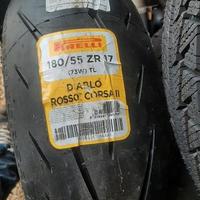 PIRELLI
180/55 ZR 17
(73W) TL
DIABLO
ROSSO CORSA II